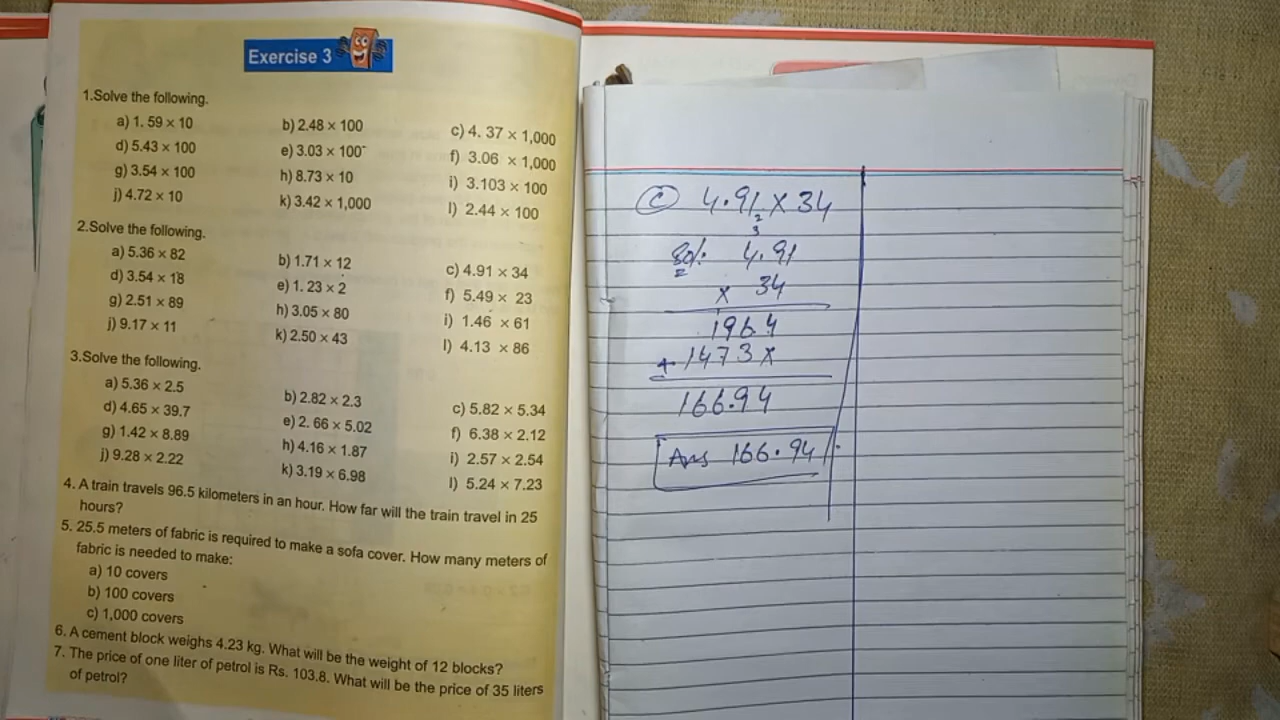 Exercise 3
1.Solve the following.
a) 1. 59 × 10 b) 2.48 × 100 c) 4. 37 × 1,000
d) 5.43 × 100 e) 3.03 × 100 f) 3.06 × 1,000
g) 3.54 × 100 h) 8.73 × 10 i) 3.103 × 100
j) 4.72 × 10 k) 3.42 × 1,000 l) 2.44 × 100
2.Solve the following.
a) 5.36 × 82 b) 1.71 × 12 c) 4.91 × 34
d) 3.54 × 18 e) 1. 23 × 2 f) 5.49 × 23
g) 2.51 × 89 h) 3.05 × 80 i) 1.46 × 61
j) 9.17 × 11 k) 2.50 × 43 l) 4.13 × 86
3.Solve the following.
a) 5.36 × 2.5 b) 2.82 × 2.3 c) 5.82 × 5.34
d) 4.65 × 39.7 e) 2. 66 × 5.02 f) 6.38 × 2.12
g) 1.42 × 8.89 h) 4.16 × 1.87 i) 2.57 × 2.54
j) 9.28 × 2.22 k) 3.19 × 6.98 l) 5.24 × 7.23
4. A train travels 96.5 kilometers in an hour. How far will the train travel in 25
hours?
5. 25.5 meters of fabric is required to make a sofa cover. How many meters of
fabric is needed to make:
a) 10 covers
b) 100 covers
c) 1,000 covers
6. A cement block weighs 4.23 kg. What will be the weight of 12 blocks?
7. The price of one liter of petrol is Rs. 103.8. What will be the price of 35 liters
of petrol?
c 4.91 × 34
2
3
Sol: 4.91
× 34
1964
+ 1473×
166.94
Ans 166.94